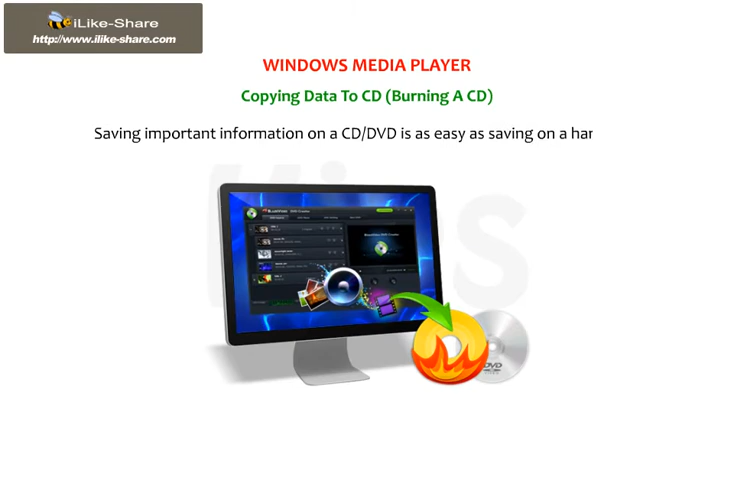 iLike-Share
http://www.ilike-share.com
WINDOWS MEDIA PLAYER
Copying Data To CD (Burning A CD)
Saving important information on a CD/DVD is as easy as saving on a har
DVD